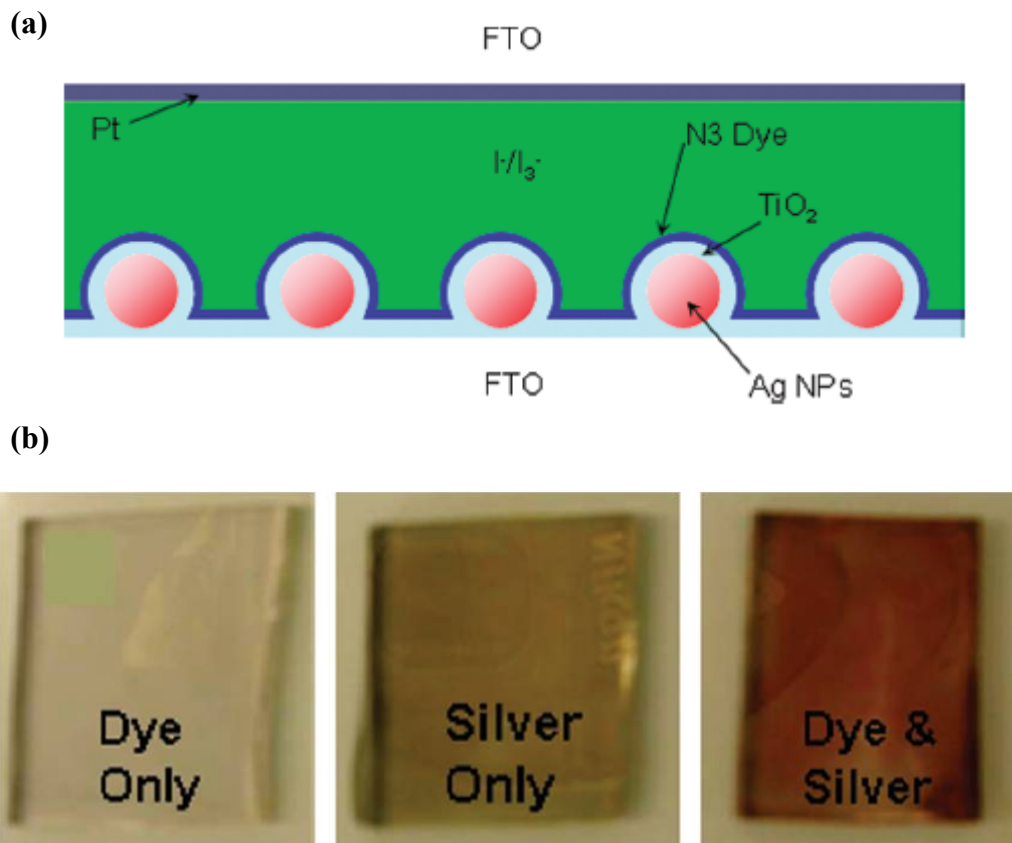 (a)
FTO
Pt
N3 Dye
I-/I3-
TiO2
FTO
Ag NPs
(b)
Dye
Only
Silver
Only
Dye &
Silver